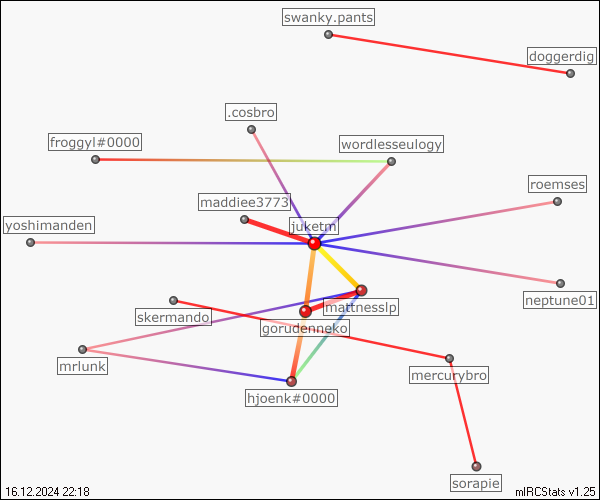 swanky.pants
doggerdig
.cosbro
froggyl#0000
wordlesseulogy
roemses
maddiee3773
yoshimanden
juketm
neptune01
mattnesslp
skermando
gorudenneko
mrlunk
mercurybro
hjoenk#0000
sorapie
16.12.2024 22:18
mIRCStats v1.25